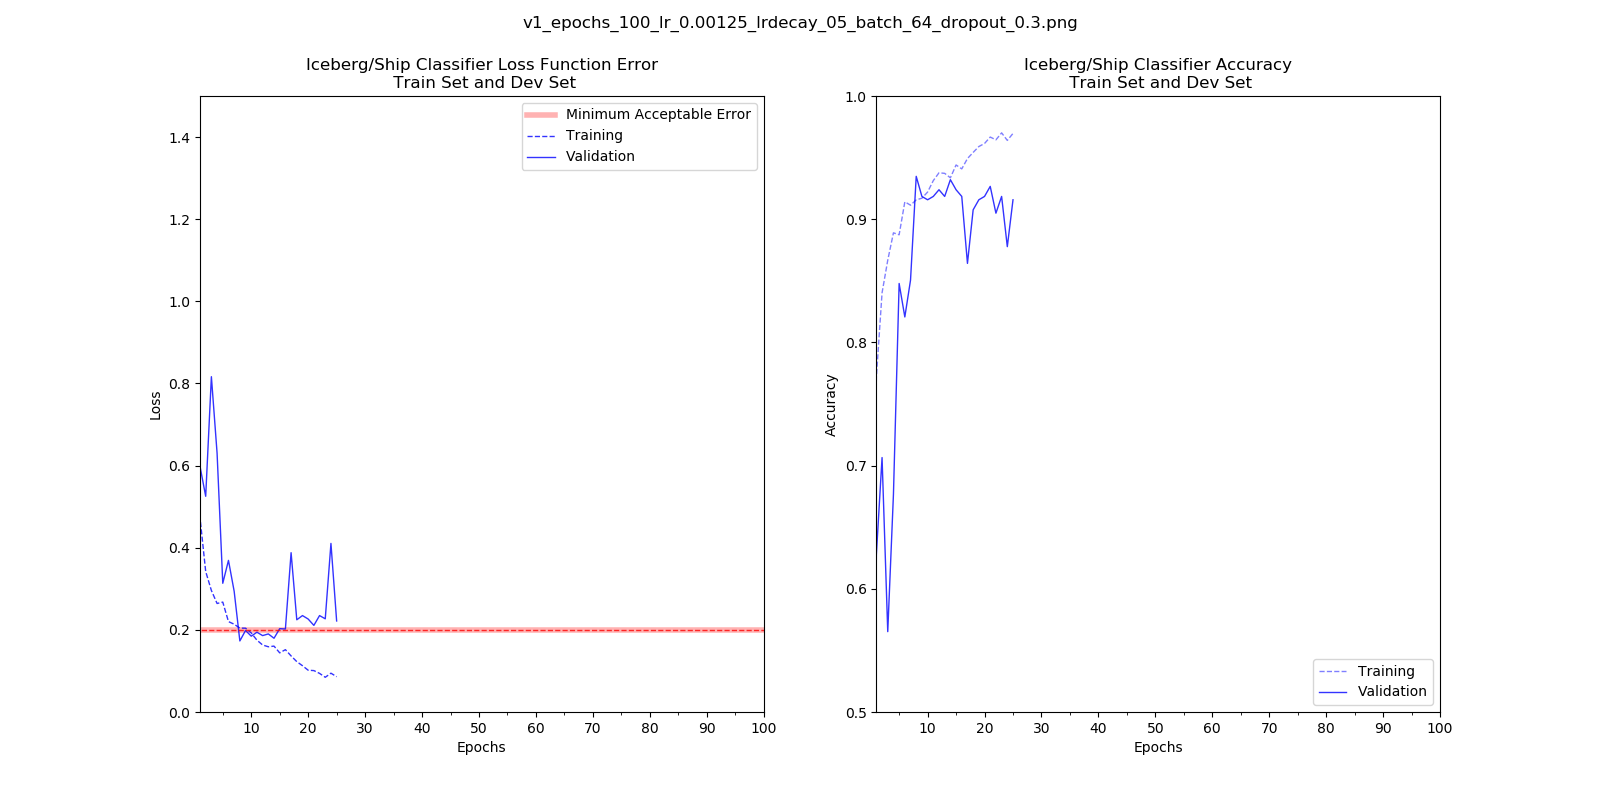 v1_epochs_100_lr_0.00125_lrdecay_05_batch_64_dropout_0.3.png
Iceberg/Ship Classifier Loss Function Error
Train Set and Dev Set
Minimum Acceptable Error
Training
Validation
1.4
1.2
1.0
0.8
0.6
0.4
0.2
0.0
Loss
10 20 30 40 50 60 70 80 90 100
Epochs
Iceberg/Ship Classifier Accuracy
Train Set and Dev Set
1.0
0.9
0.8
0.7
0.6
0.5
Accuracy
Training
Validation
10 20 30 40 50 60 70 80 90 100
Epochs